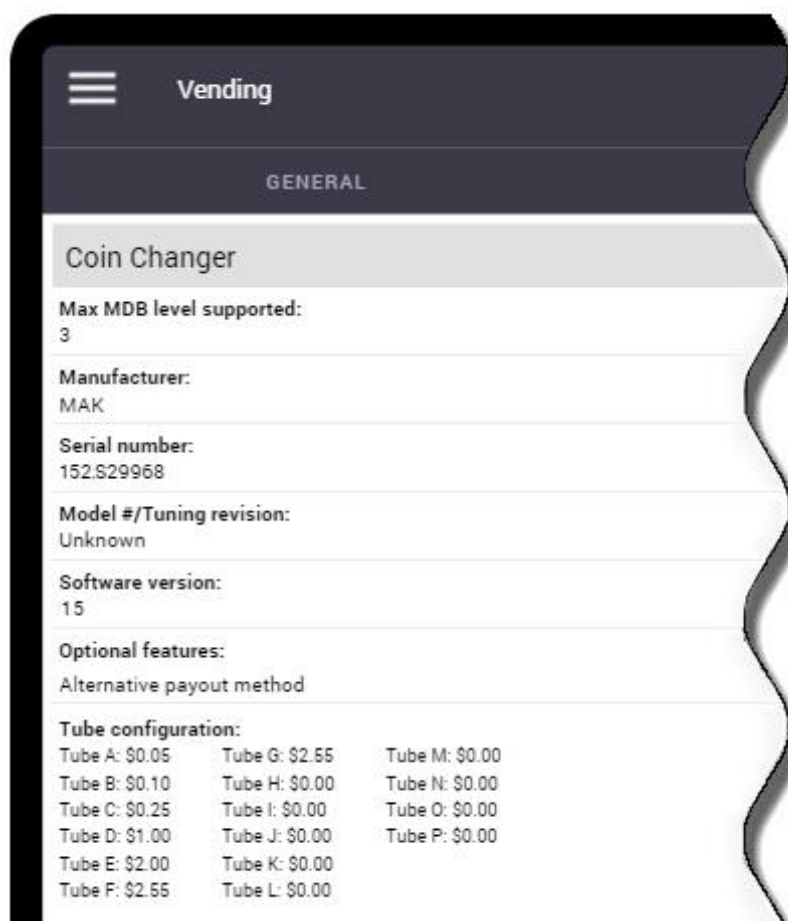 Vending
GENERAL
Coin Changer
Max MDB level supported:
3
Manufacturer:
MAK
Serial number:
152.S29968
Model #/Tuning revision:
Unknown
Software version:
15
Optional features:
Alternative payout method
Tube configuration:
Tube A: $0.05 Tube G: $2.55 Tube M: $0.00
Tube B: $0.10 Tube H: $0.00 Tube N: $0.00
Tube C: $0.25 Tube I: $0.00 Tube O: $0.00
Tube D: $1.00 Tube J: $0.00 Tube P: $0.00
Tube E: $2.00 Tube K: $0.00
Tube F: $2.55 Tube L: $0.00